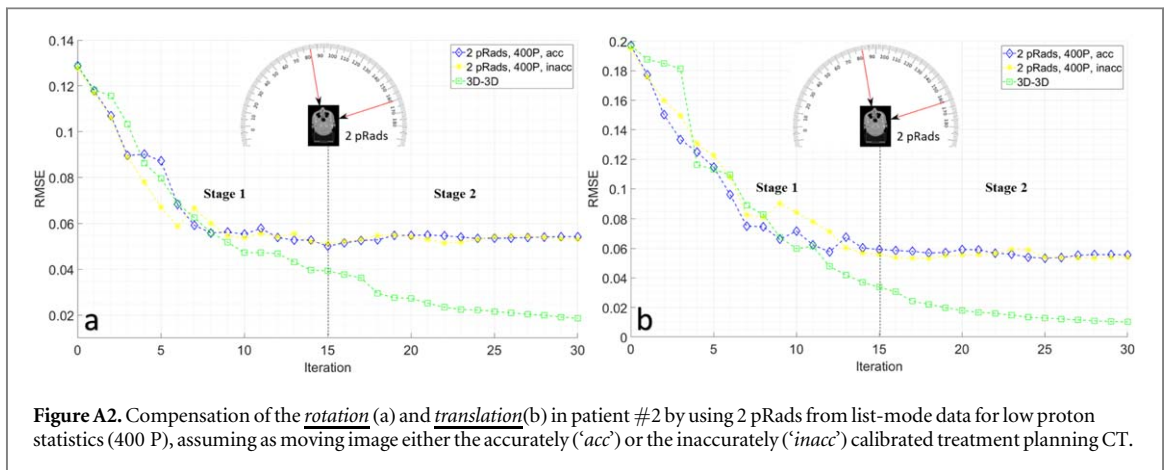 0.14
0.12
0.1
0.08
0.06
0.04
0.02
RMSE
0 5 10 15 20 25 30
Iteration
2 pRads, 400P, acc
2 pRads, 400P, inacc
3D-3D
2 pRads
Stage 1
Stage 2
a
0.2
0.18
0.16
0.14
0.12
0.1
0.08
0.06
0.04
0.02
0
RMSE
0 5 10 15 20 25 30
Iteration
2 pRads, 400P, acc
2 pRads, 400P, inacc
3D-3D
2 pRads
Stage 1
Stage 2
b
Figure A2. Compensation of the rotation (a) and translation(b) in patient #2 by using 2 pRads from list-mode data for low proton
statistics (400 P), assuming as moving image either the accurately (‘acc’) or the inaccurately (‘inacc’) calibrated treatment planning CT.